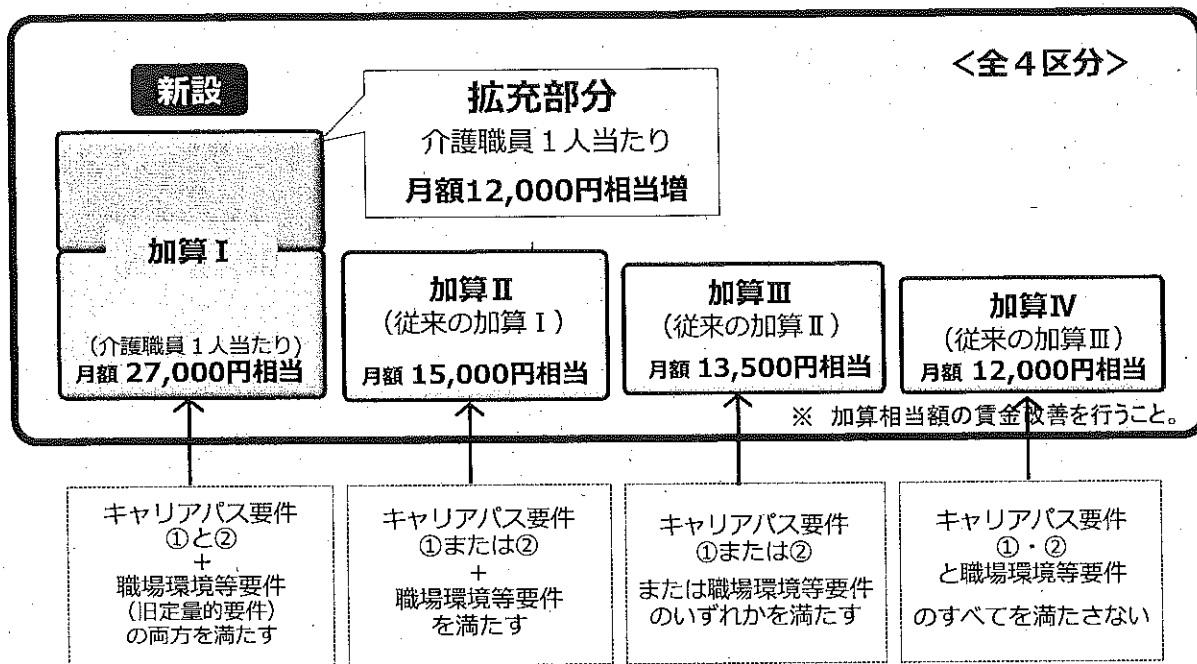 <全4区分>
新設
拡充部分
介護職員1人当たり
月額12,000円相当増
加算Ⅰ
(介護職員1人当たり)
月額 27,000円相当
加算Ⅱ
(従来の加算Ⅰ)
月額 15,000円相当
加算Ⅲ
(従来の加算Ⅱ)
月額 13,500円相当
加算Ⅳ
(従来の加算Ⅲ)
月額 12,000円相当
※ 加算相当額の賃金改善を行うこと。
キャリアパス要件
①と②
+
職場環境等要件
(旧定量的要件)
の両方を満たす
キャリアパス要件
①または②
+
職場環境等要件
を満たす
キャリアパス要件
①または②
または職場環境等要件
のいずれかを満たす
キャリアパス要件
①・②
と職場環境等要件
のすべてを満たさない